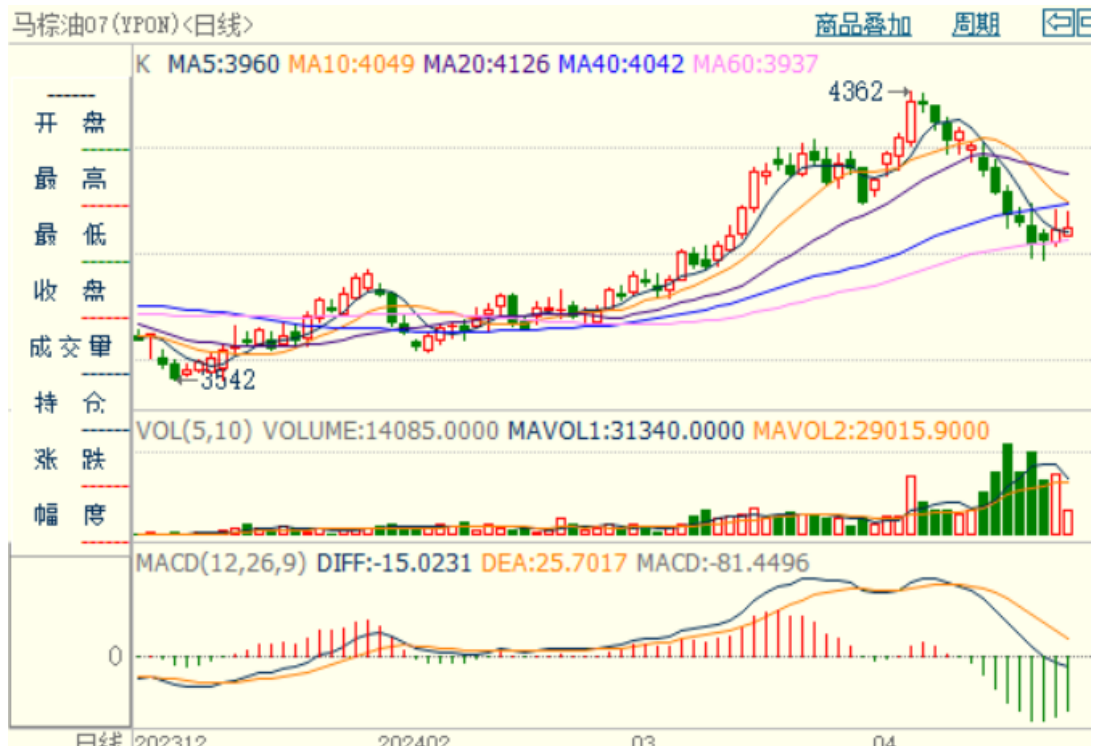 马棕油07(YPON)<日线> 商品叠加 周期
K MA5:3960 MA10:4049 MA20:4126 MA40:4042 MA60:3937
4362
开 盘
最 高
最 低
收 盘
成交量
3542
持 仓
VOL(5,10) VOLUME:14085.0000 MAVOL1:31340.0000 MAVOL2:29015.9000
涨 跌
幅 度
MACD(12,26,9) DIFF:-15.0231 DEA:25.7017 MACD:-81.4496
0
日线 202312 202402 03 04